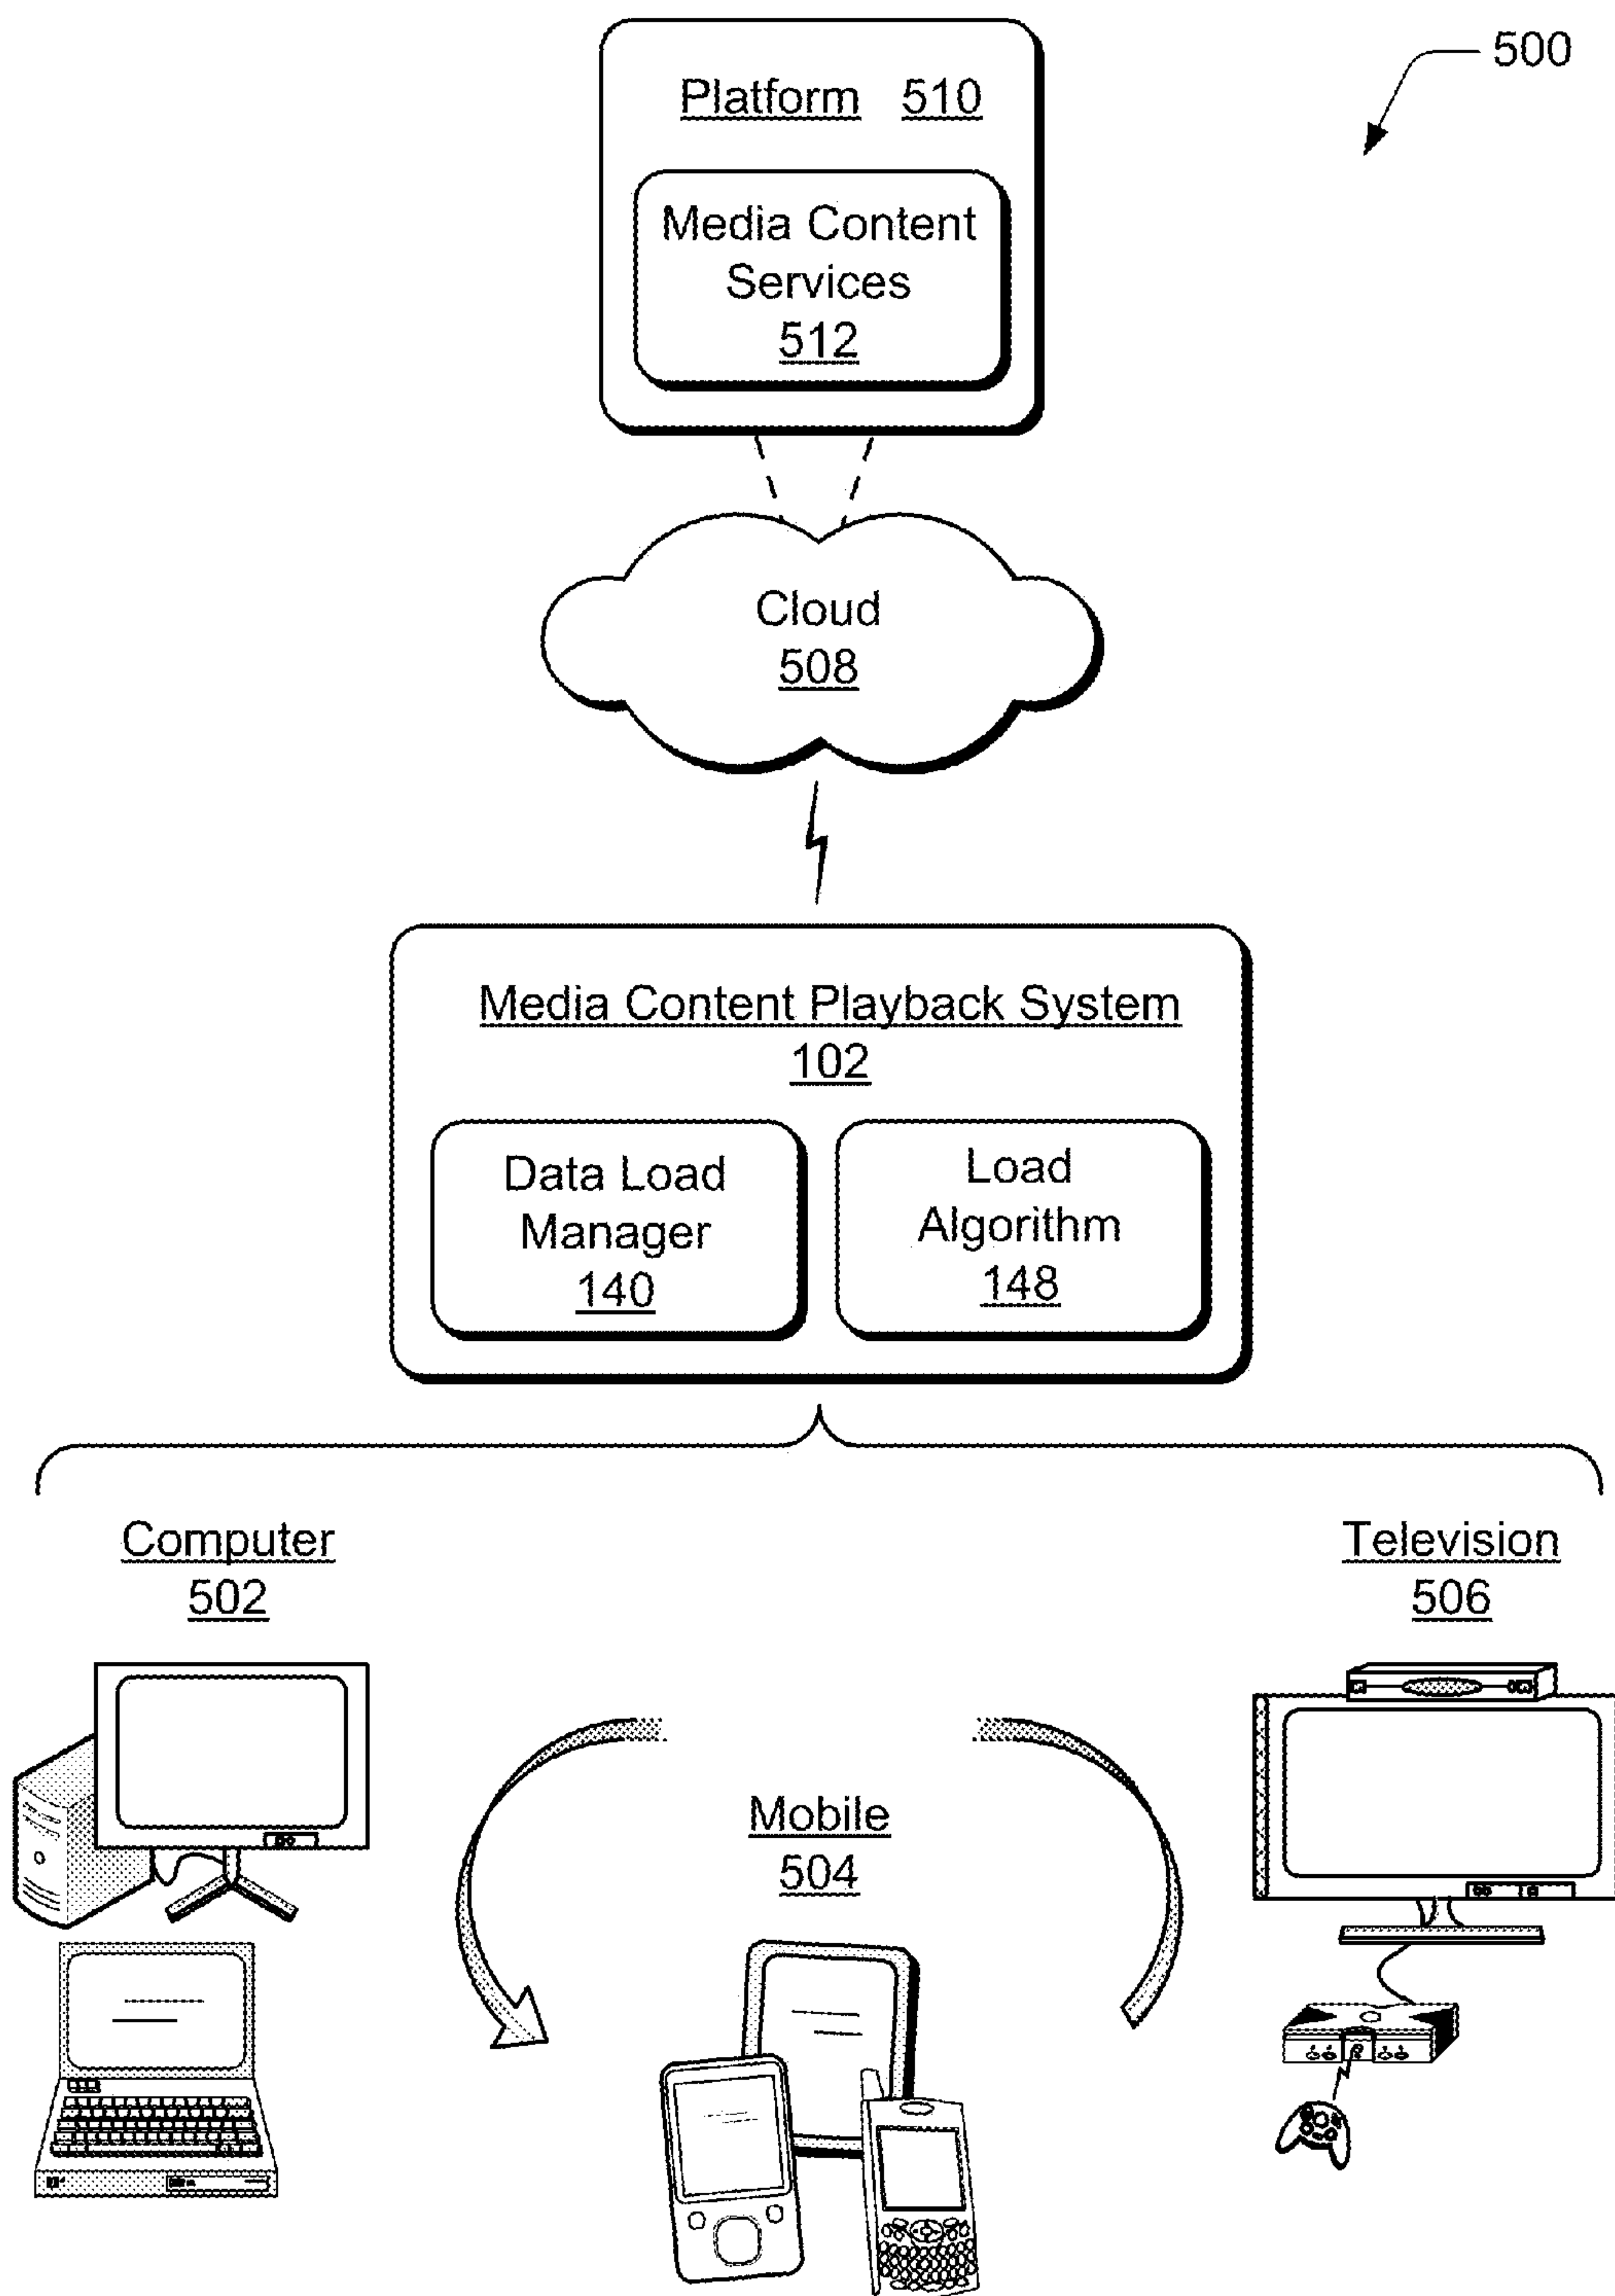 500
Platform 510
Media Content
Services
512
Cloud
508
Media Content Playback System
102
Data Load
Manager
140
Load
Algorithm
148
Computer
502
Television
506
Mobile
504